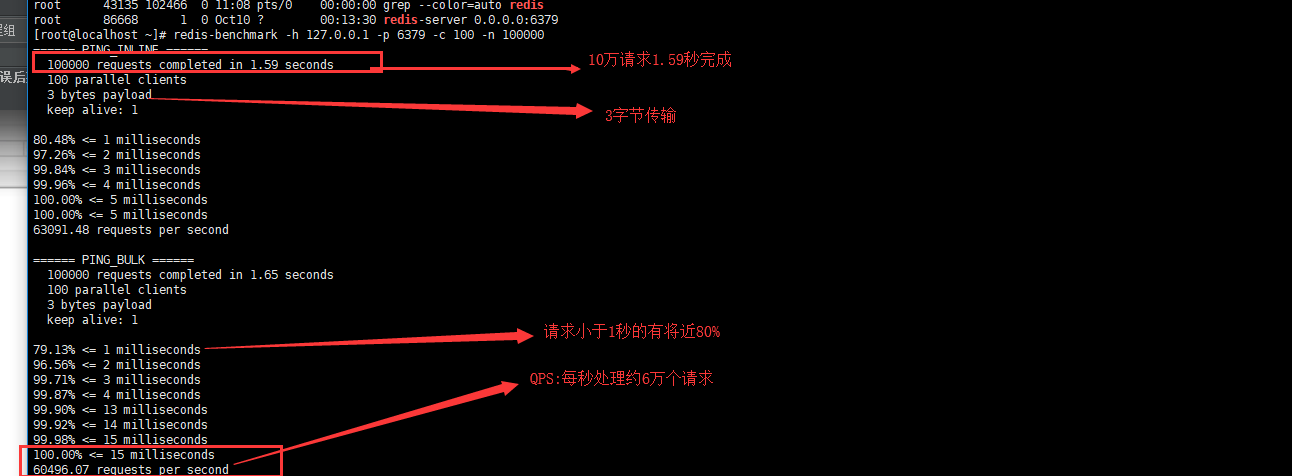 root      43135 102466  0 11:08 pts/0    00:00:00 grep --color=auto redis
root      86668      1  0 Oct10 ?        00:13:30 redis-server 0.0.0.0:6379
[root@localhost ~]# redis-benchmark -h 127.0.0.1 -p 6379 -c 100 -n 100000
====== PING_INLINE ======
100000 requests completed in 1.59 seconds
10万请求1.59秒完成
100 parallel clients
3 bytes payload
3字节传输
keep alive: 1
80.48% <= 1 milliseconds
97.26% <= 2 milliseconds
99.84% <= 3 milliseconds
99.96% <= 4 milliseconds
100.00% <= 5 milliseconds
100.00% <= 5 milliseconds
63091.48 requests per second
====== PING_BULK ======
100000 requests completed in 1.65 seconds
100 parallel clients
3 bytes payload
keep alive: 1
请求小于1秒的有将近80%
79.13% <= 1 milliseconds
96.56% <= 2 milliseconds
QPS:每秒处理约6万个请求
99.71% <= 3 milliseconds
99.87% <= 4 milliseconds
99.90% <= 13 milliseconds
99.92% <= 14 milliseconds
99.98% <= 15 milliseconds
100.00% <= 15 milliseconds
60496.07 requests per second
组
误后